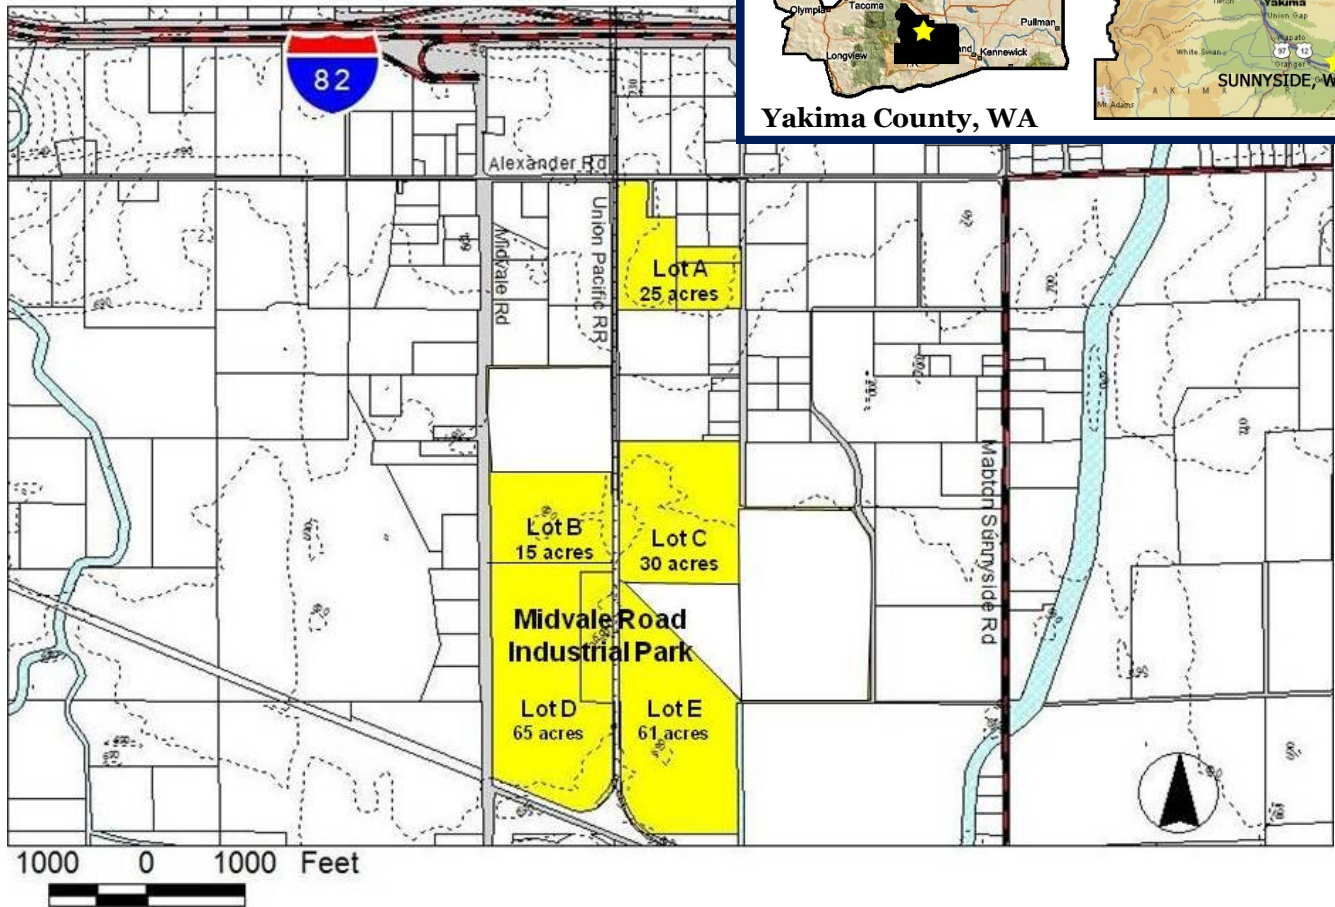 Olympia
Tacoma
Pullman
Longview
Kennewick
Yakima County, WA
Yakima
Union Gap
Wapato
White Swan
97 12
Granger
SUNNYSIDE, W
Mt Adams
82
Alexander Rd
Midvale Rd
Union Pacific RR
Lot A
25 acres
Lot B
15 acres
Lot C
30 acres
Mabton Sunnyside Rd
Midvale Road
Industrial Park
Lot D
65 acres
Lot E
61 acres
1000 0 1000 Feet